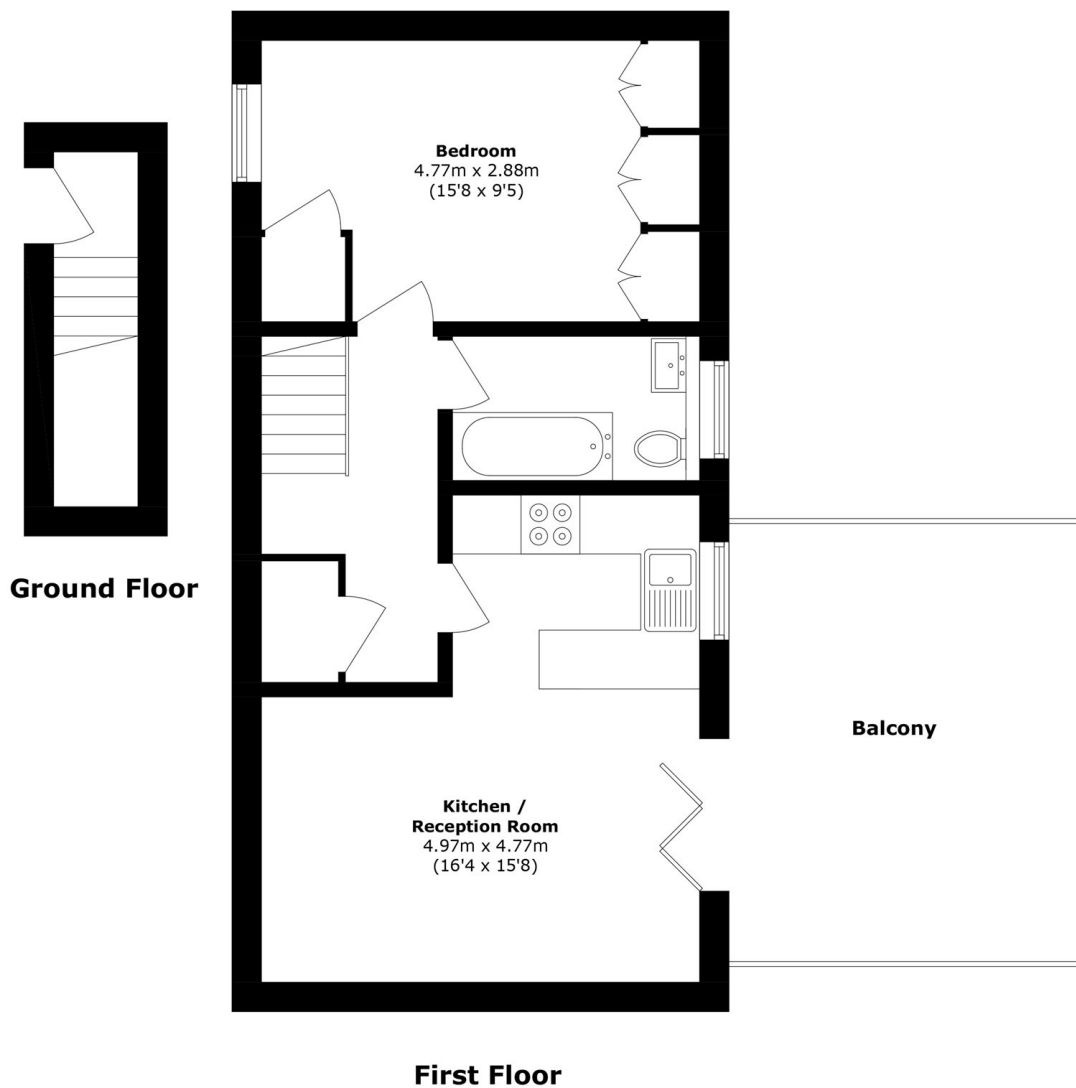 Bedroom
4.77m x 2.88m
(15'8 x 9'5)
Ground Floor
Balcony
Kitchen /
Reception Room
4.97m x 4.77m
(16'4 x 15'8)
First Floor